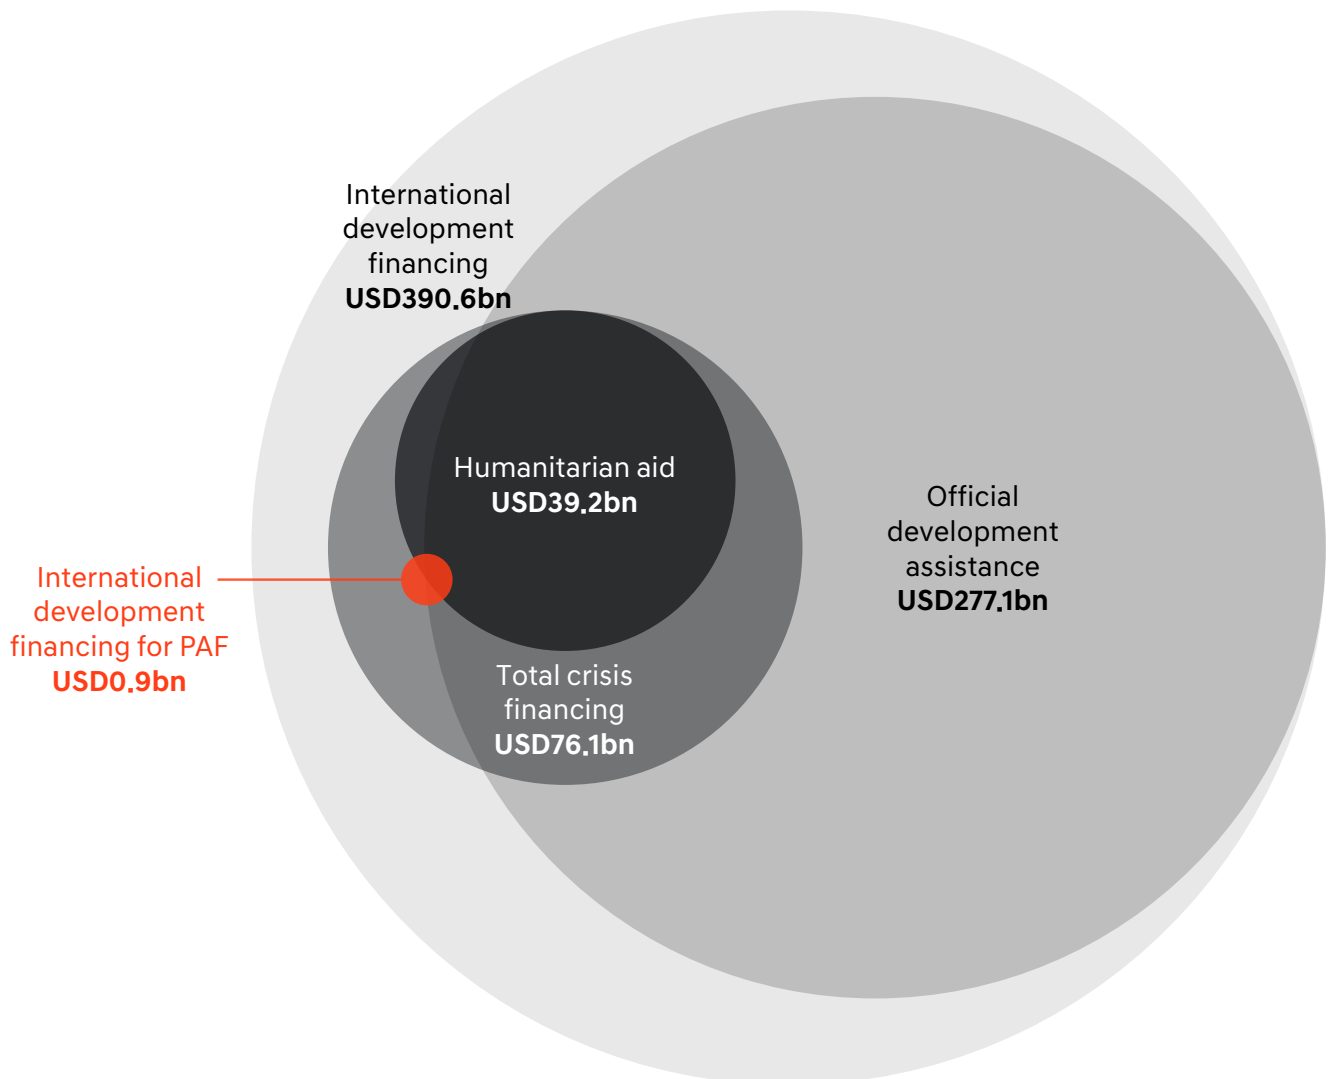 International
development
financing
USD390.6bn
Humanitarian aid
USD39.2bn
Official
development
assistance
USD277.1bn
International
development
financing for PAF
USD0.9bn
Total crisis
financing
USD76.1bn